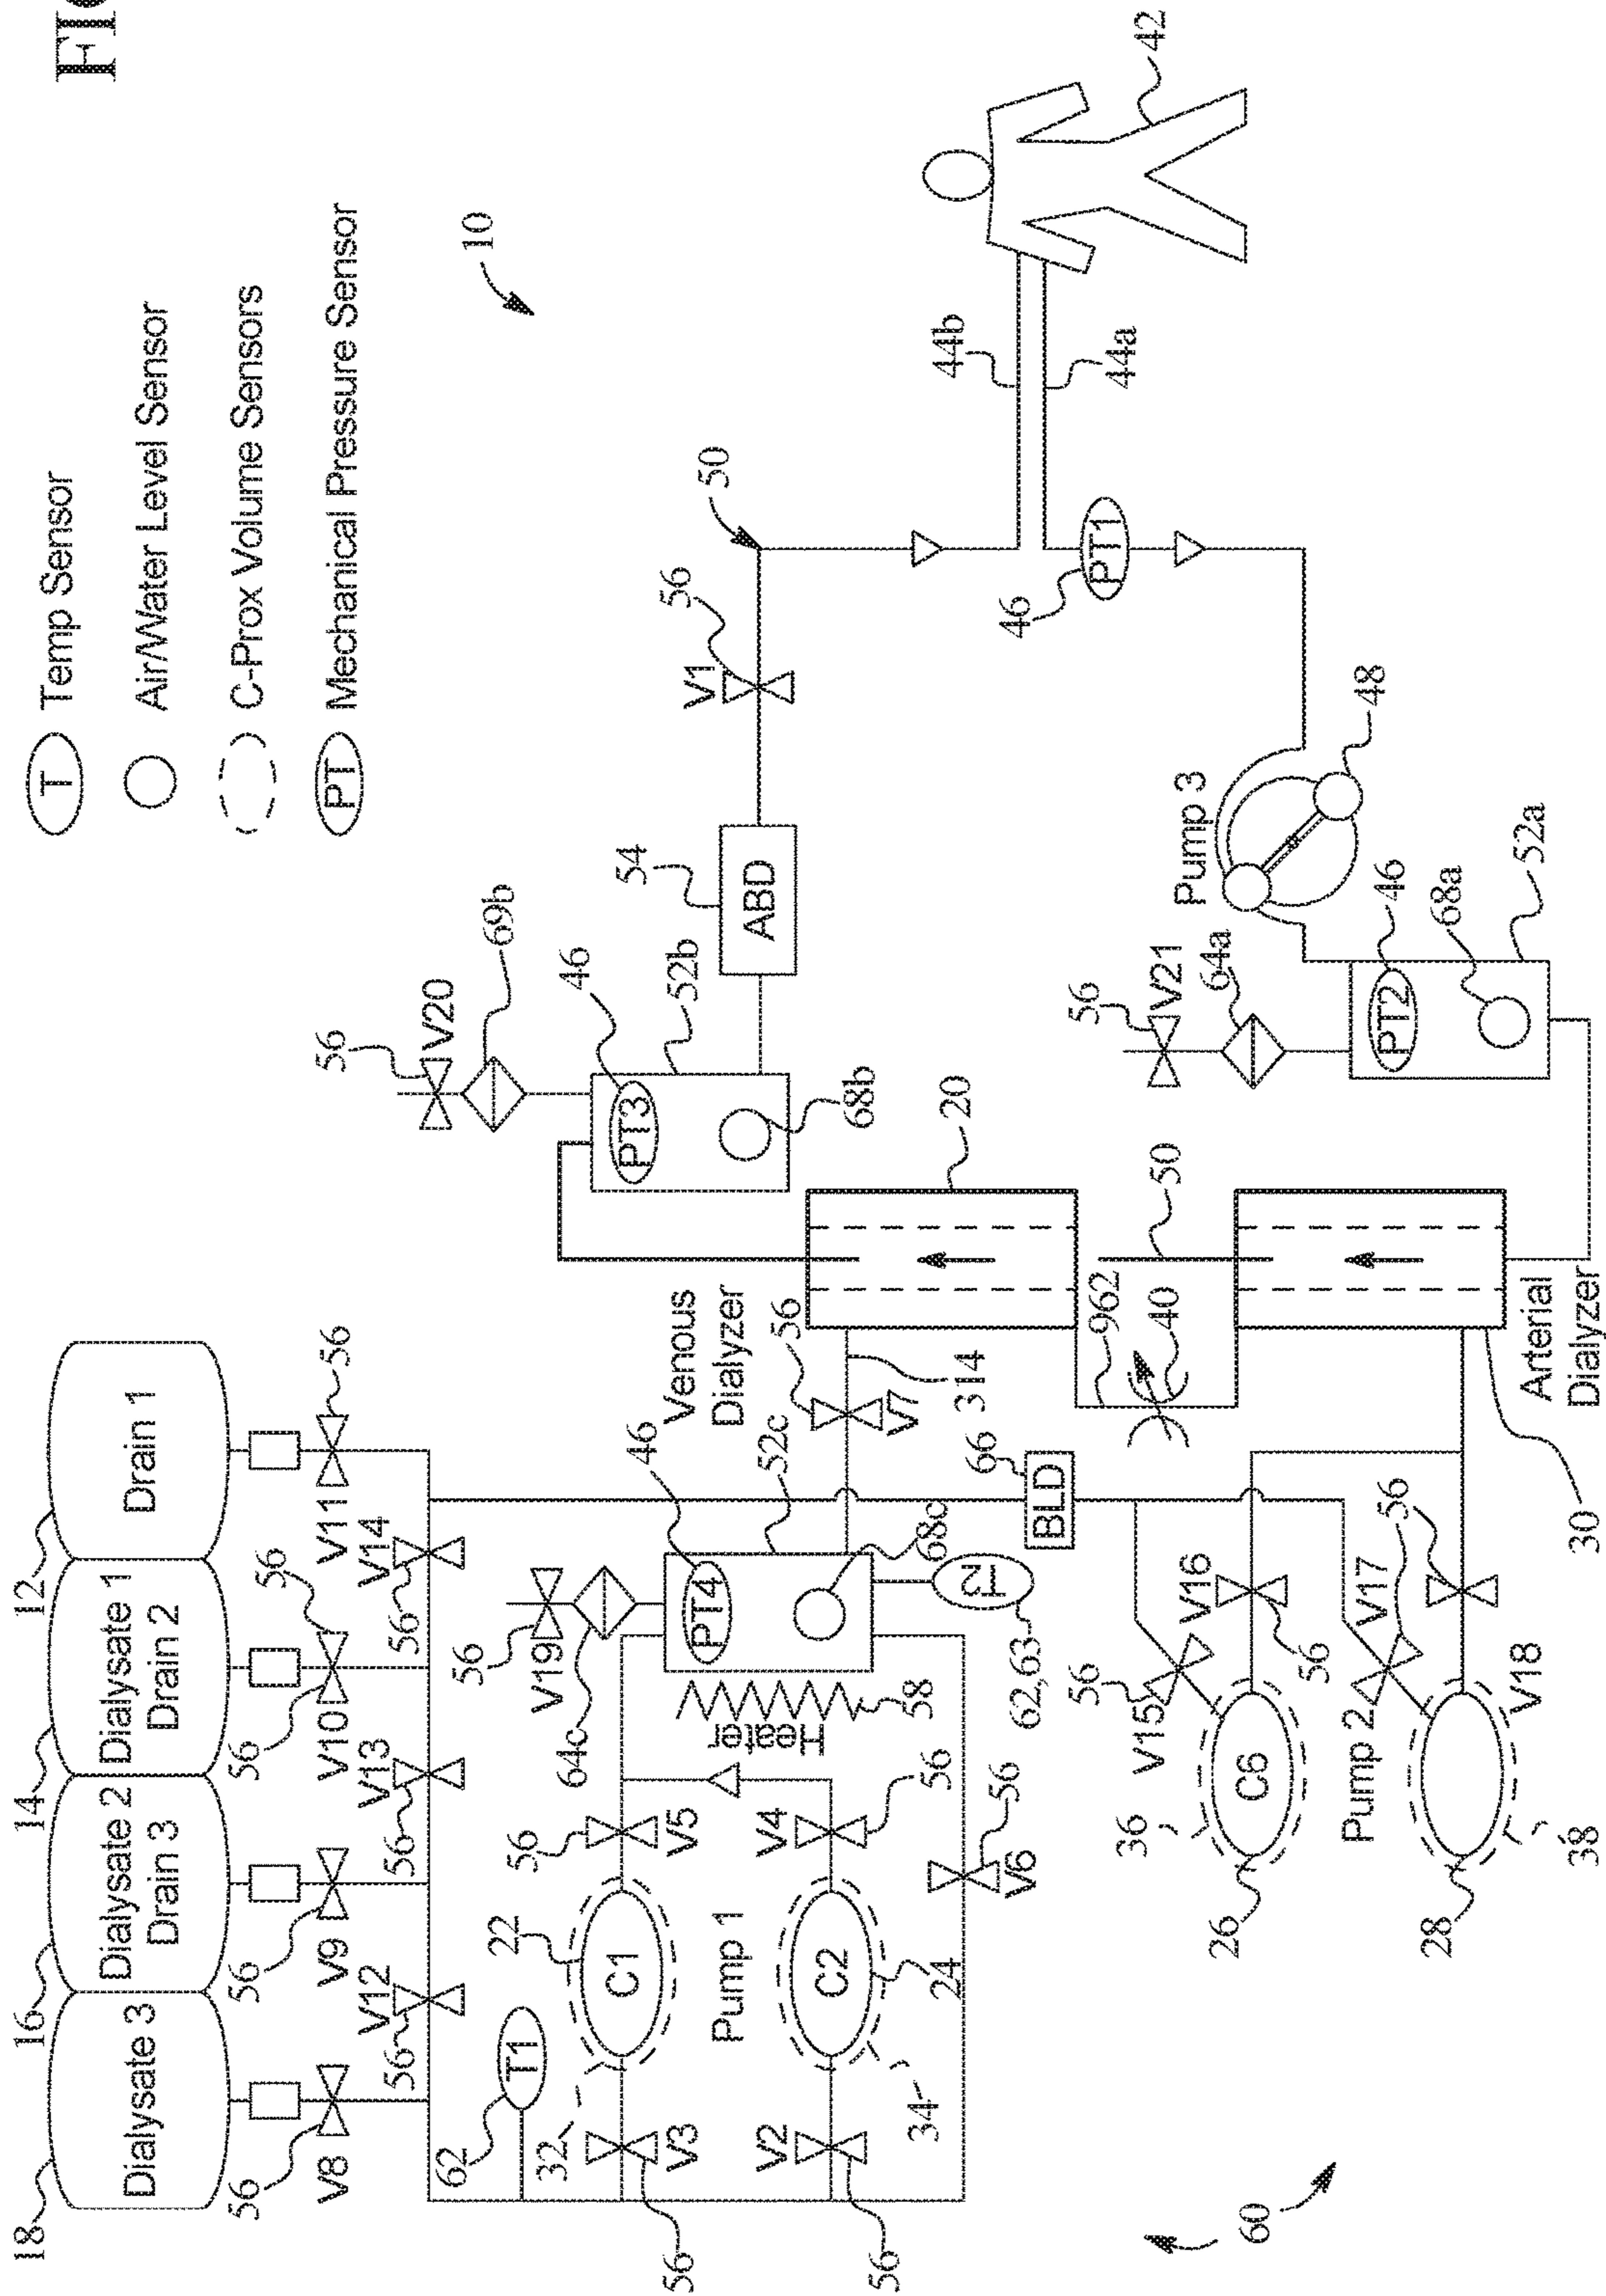 FIG
T Temp Sensor
Air/Water Level Sensor
C-Prox Volume Sensors
PT Mechanical Pressure Sensor
10
18
16
14
12
Dialysate 3
Dialysate 2
Drain 3
Dialysate 1
Drain 2
Drain 1
56
V8
56
V9
56
V10
56
V11
56
56
V12
56
V13
56
V14
62
T1
32
22
C1
V3
56
56
V5
Pump 1
V2
56
C2
34
24
V4
56
V6
56
56
V19
64c
Heater
58
46
PT4
52c
68c
T2
62,63
66
BLD
Venous
Dialyzer
56
V7
314
20
962
40
50
56
V20
69b
46
PT3
52b
68b
54
ABD
V1
56
50
44b
44a
42
46
PT1
Pump 3
48
56
V21
64a
PT2
46
68a
52a
Arterial
Dialyzer
30
56
V15
V16
56
36
C6
26
Pump 2
V17
56
V18
28
38
60